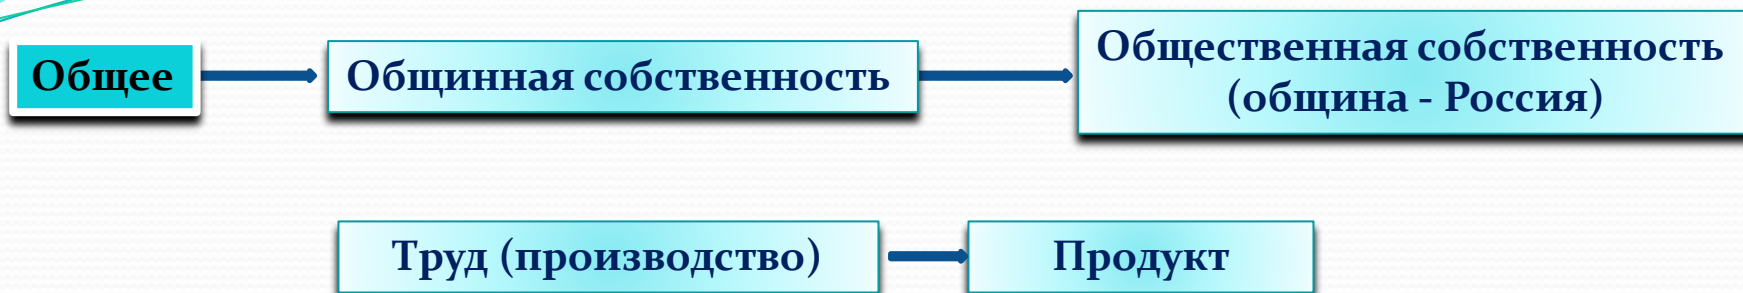 Общее
Общинная собственность
Общественная собственность
(община - Россия)
Труд (производство)
Продукт